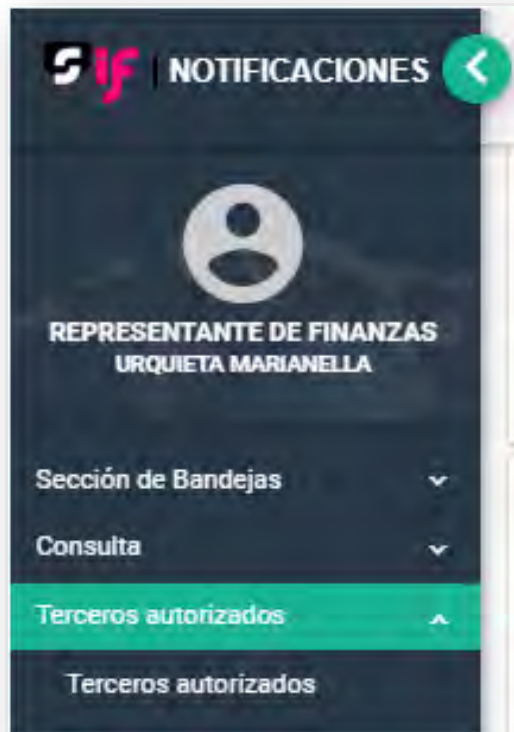 SIF | NOTIFICACIONES
REPRESENTANTE DE FINANZAS
URQUIETA MARIANELLA
Sección de Bandejas
Consulta
Terceros autorizados
Terceros autorizados